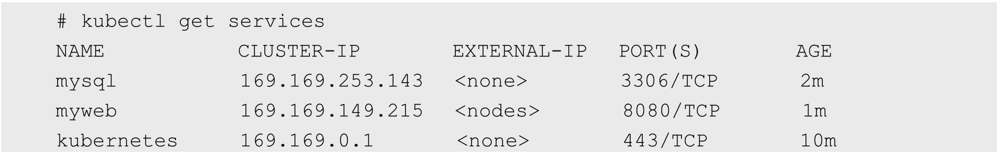 # kubectl get services
NAME CLUSTER-IP EXTERNAL-IP PORT(S) AGE
mysql 169.169.253.143 <none> 3306/TCP 2m
myweb 169.169.149.215 <nodes> 8080/TCP 1m
kubernetes 169.169.0.1 <none> 443/TCP 10m